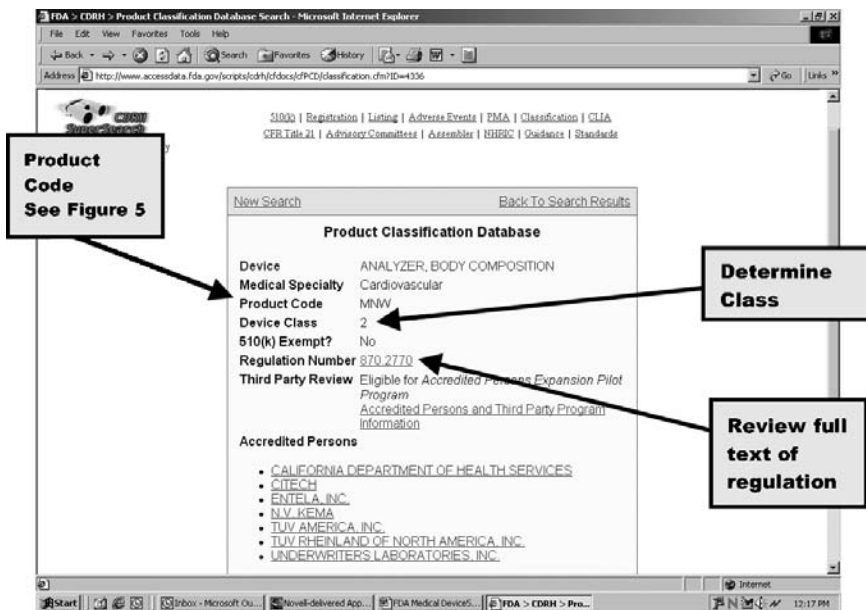 FDA > CDRH > Product Classification Database Search - Microsoft Internet Explorer
File Edit View Favorites Tools Help
Back Search Favorites History
Address http://www.accessdata.fda.gov/scripts/cdrh/cfdocs/cfPCD/classification.cfm?ID=4336 Go Links »
CDRH
SuperSearch
510(k) | Registration | Listing | Adverse Events | PMA | Classification | CLIA
CFR Title 21 | Advisory Committees | Assembler | NHRIC | Guidance | Standards
Product
Code
See Figure 5
New Search Back To Search Results
Product Classification Database
Device ANALYZER, BODY COMPOSITION
Medical Specialty Cardiovascular
Product Code MNW
Device Class 2
510(k) Exempt? No
Regulation Number 870.2770
Third Party Review Eligible for Accredited Persons Expansion Pilot
Program
Accredited Persons and Third Party Program
Information
Accredited Persons
• CALIFORNIA DEPARTMENT OF HEALTH SERVICES
• CITECH
• ENTELA, INC.
• N.V. KEMA
• TUV AMERICA, INC.
• TUV RHEINLAND OF NORTH AMERICA, INC.
• UNDERWRITERS LABORATORIES, INC.
Determine
Class
Review full
text of
regulation
Internet
Start Inbox - Microsoft Ou... Novell-delivered App... FDA Medical DeviceS... FDA > CDRH > Pro... 12:17 PM